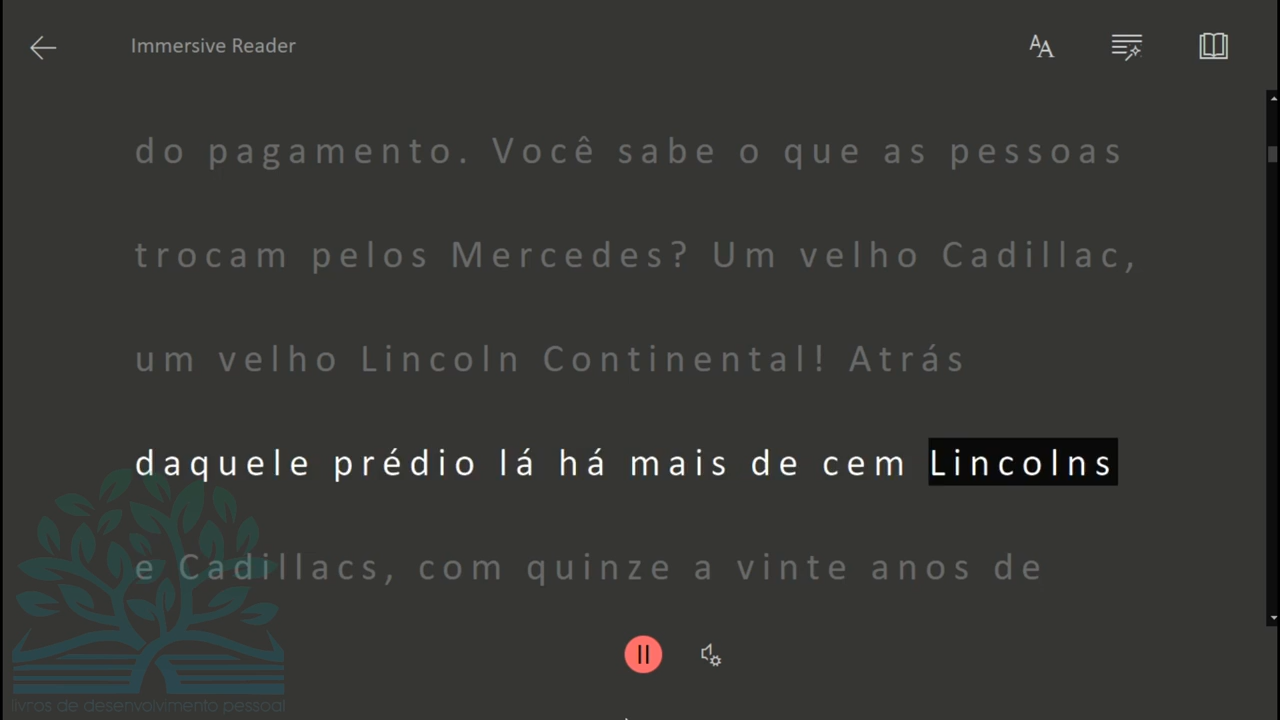 Immersive Reader
do pagamento. Você sabe o que as pessoas
trocam pelos Mercedes? Um velho Cadillac,
um velho Lincoln Continental! Atrás
daquele prédio lá há mais de cem Lincolns
e Cadillacs, com quinze a vinte anos de
livros de desenvolvimento pessoal